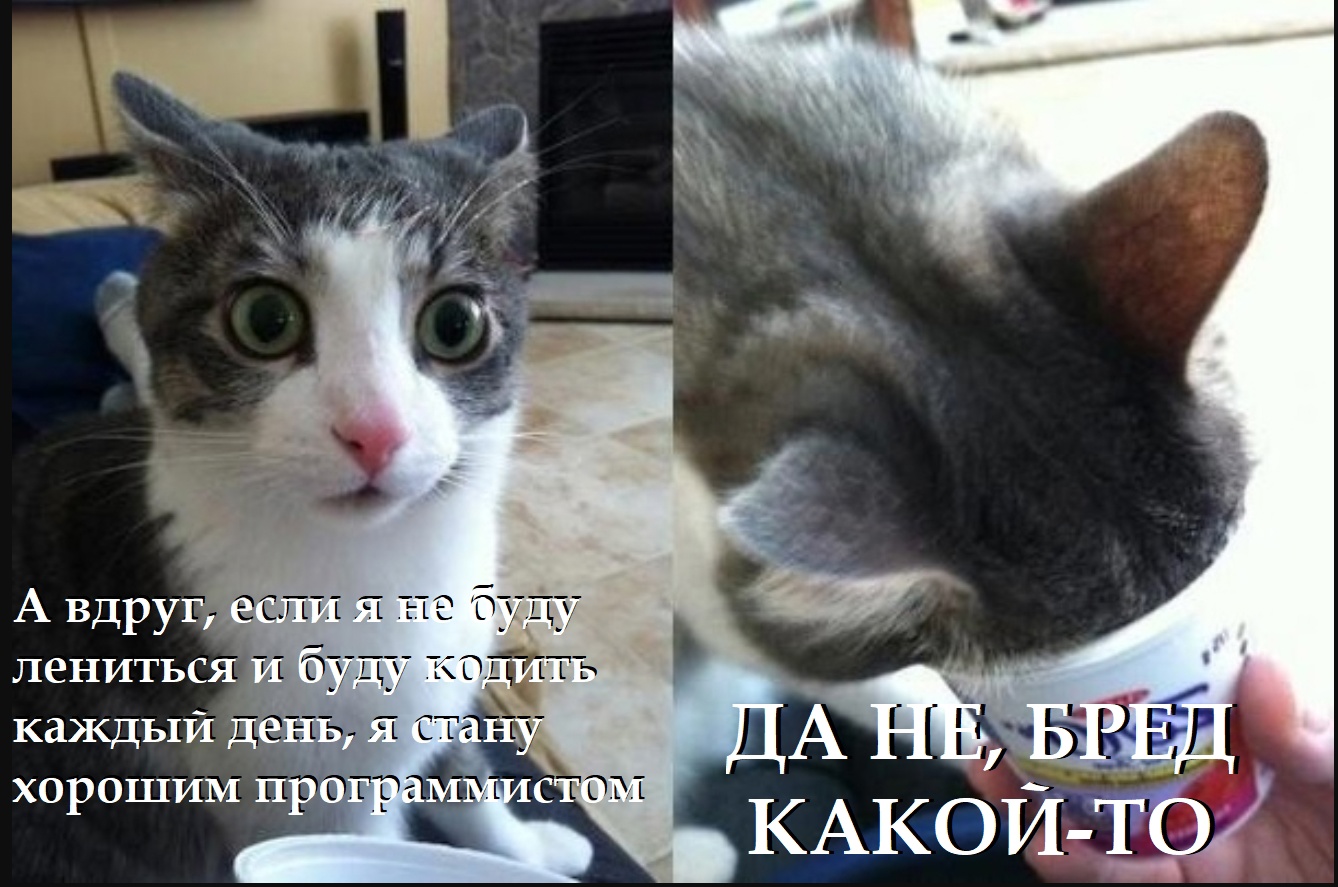 А вдруг, если я не буду
лениться и буду кодить
каждый день, я стану
хорошим программистом
ДА НЕ, БРЕД
КАКОЙ-ТО